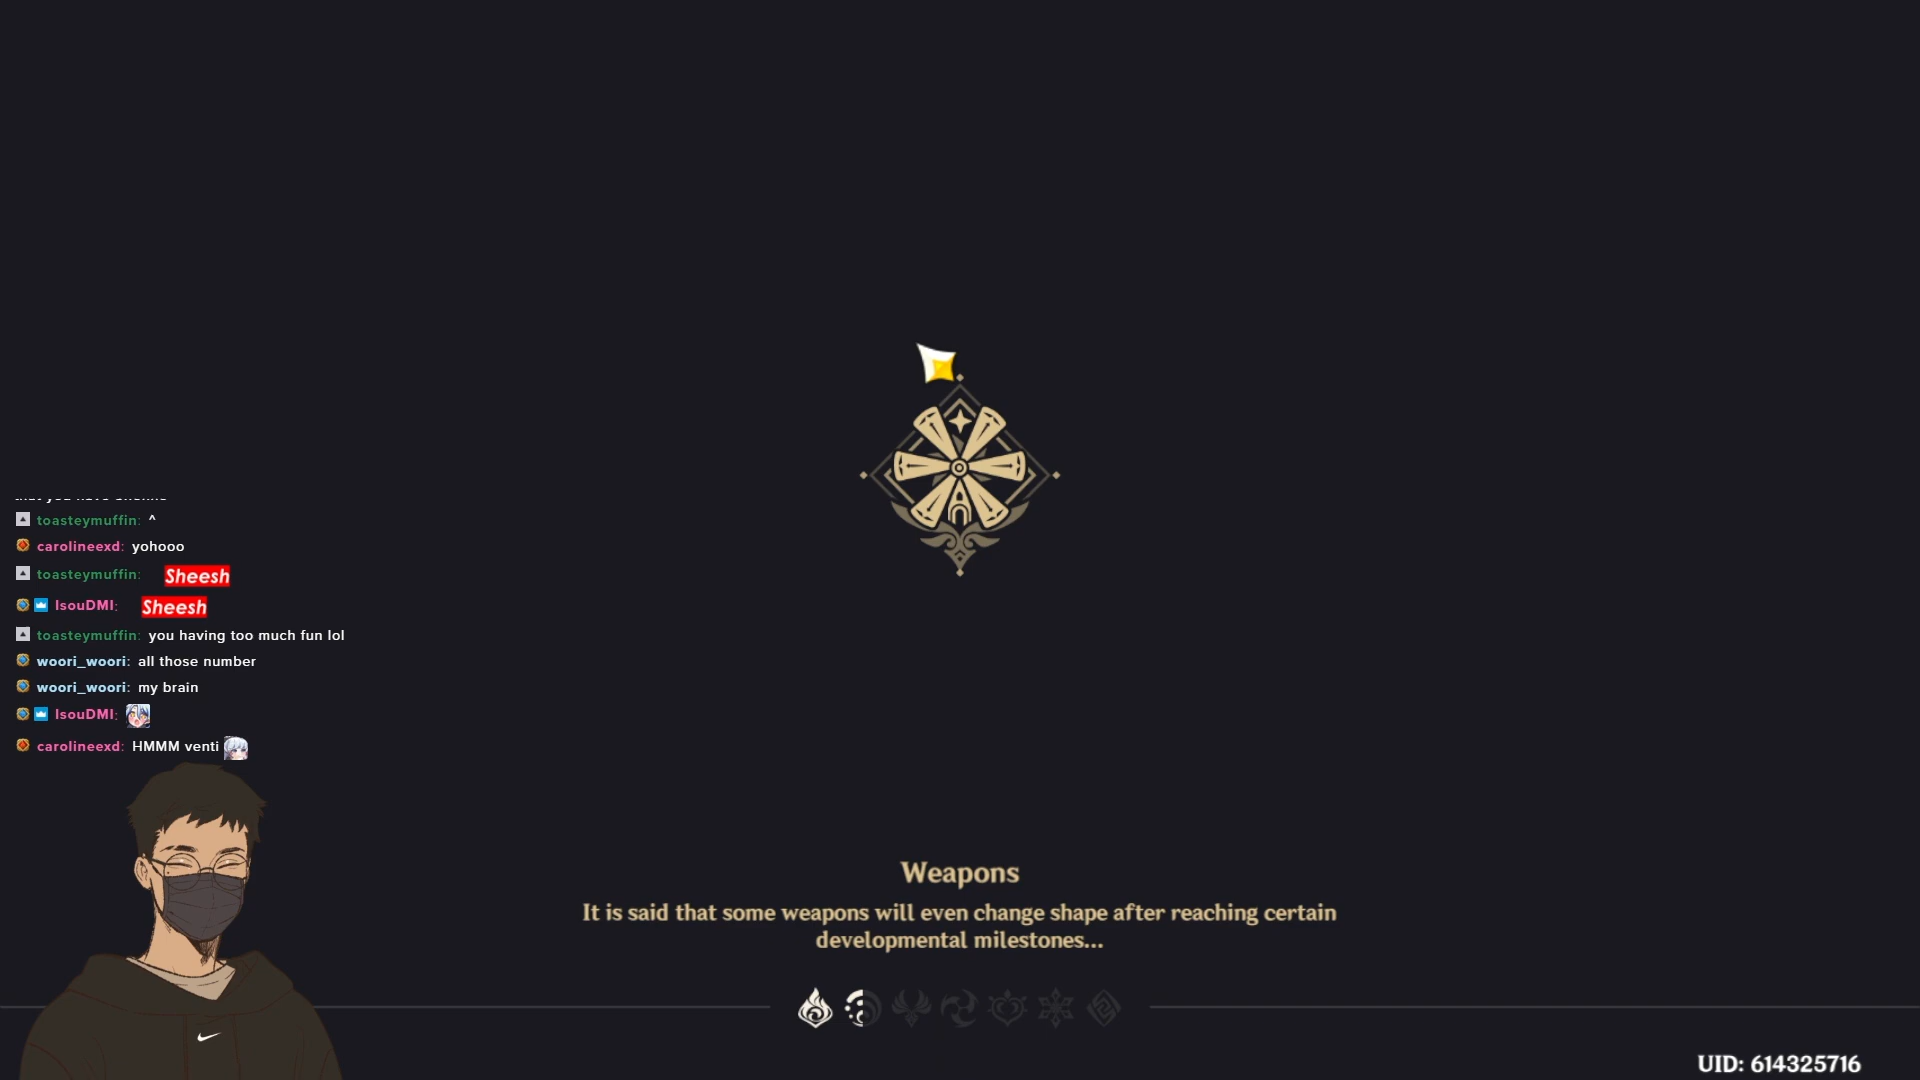 toasteymuffin: ^
carolineexd: yohooo
toasteymuffin: Sheesh
IsouDMI: Sheesh
toasteymuffin: you having too much fun lol
woori_woori: all those number
woori_woori: my brain
IsouDMI:
carolineexd: HMMM venti
Weapons
It is said that some weapons will even change shape after reaching certain
developmental milestones...
UID: 614325716